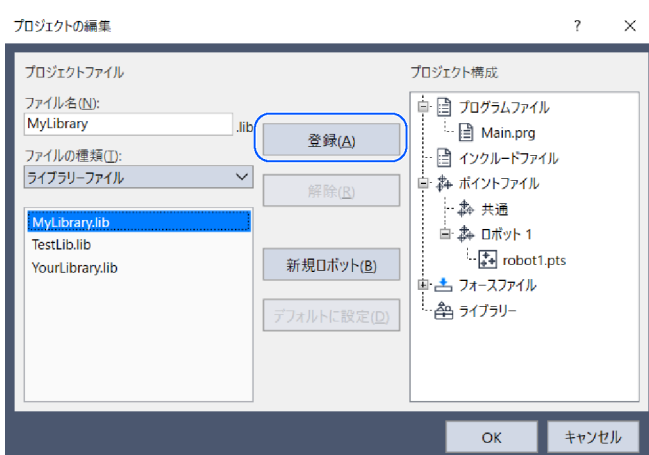 プロジェクトの編集
?
×
プロジェクトファイル
ファイル名(N):
MyLibrary
.lib
ファイルの種類(T):
ライブラリーファイル
MyLibrary.lib
TestLib.lib
YourLibrary.lib
登録(A)
解除(R)
新規ロボット(B)
デフォルトに設定(D)
プロジェクト構成
プログラムファイル
Main.prg
インクルードファイル
ポイントファイル
共通
ロボット 1
robot1.pts
フォースファイル
ライブラリー
OK
キャンセル